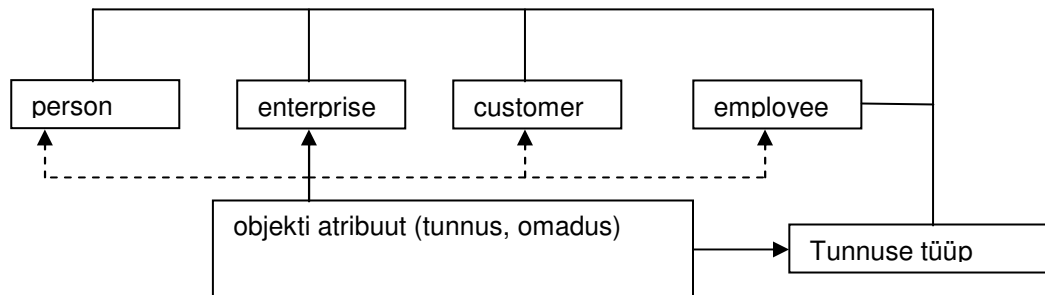 person
enterprise
customer
employee
objekti atribuut (tunnus, omadus)
Tunnuse tüüp